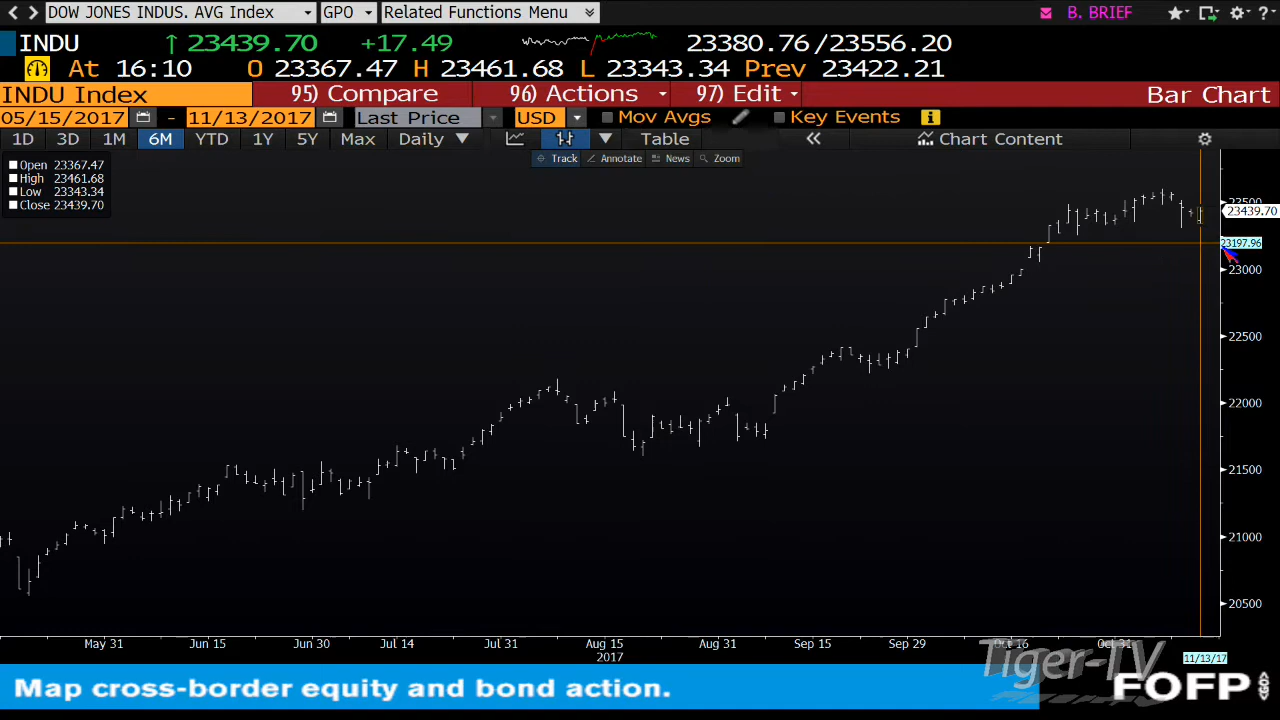 DOW JONES INDUS. AVG Index GPO Related Functions Menu B. BRIEF ?
INDU ↑ 23439.70 +17.49 23380.76/23556.20
At 16:10 O 23367.47 H 23461.68 L 23343.34 Prev 23422.21
INDU Index 95) Compare 96) Actions 97) Edit Bar Chart
05/15/2017 - 11/13/2017 Last Price USD Mov Avgs Key Events
1D 3D 1M 6M YTD 1Y 5Y Max Daily Table Chart Content
Track Annotate News Zoom
Open 23367.47
High 23461.68
Low 23343.34
Close 23439.70
23500
23439.70
23197.96
23000
22500
22000
21500
21000
20500
May 31 Jun 15 Jun 30 Jul 14 Jul 31 Aug 15 Aug 31 Sep 15 Sep 29 Oct 16 Oct 31
2017 11/13/17
Tiger-TV
Map cross-border equity and bond action. FOFP <GO>